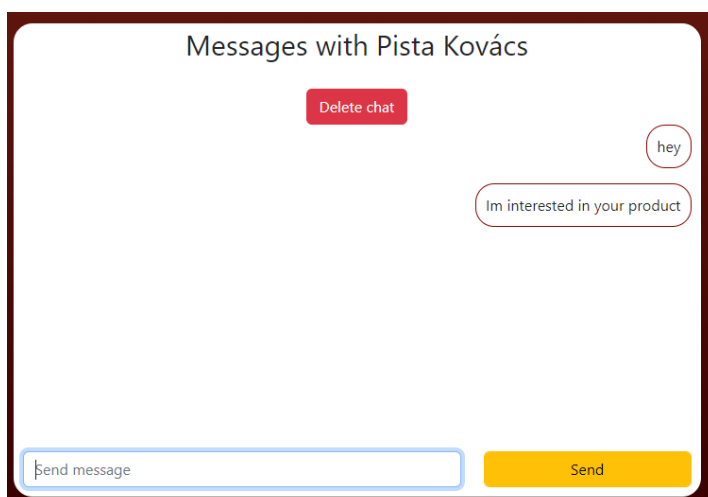 Messages with Pista Kovács
Delete chat
hey
Im interested in your product
Send message
Send